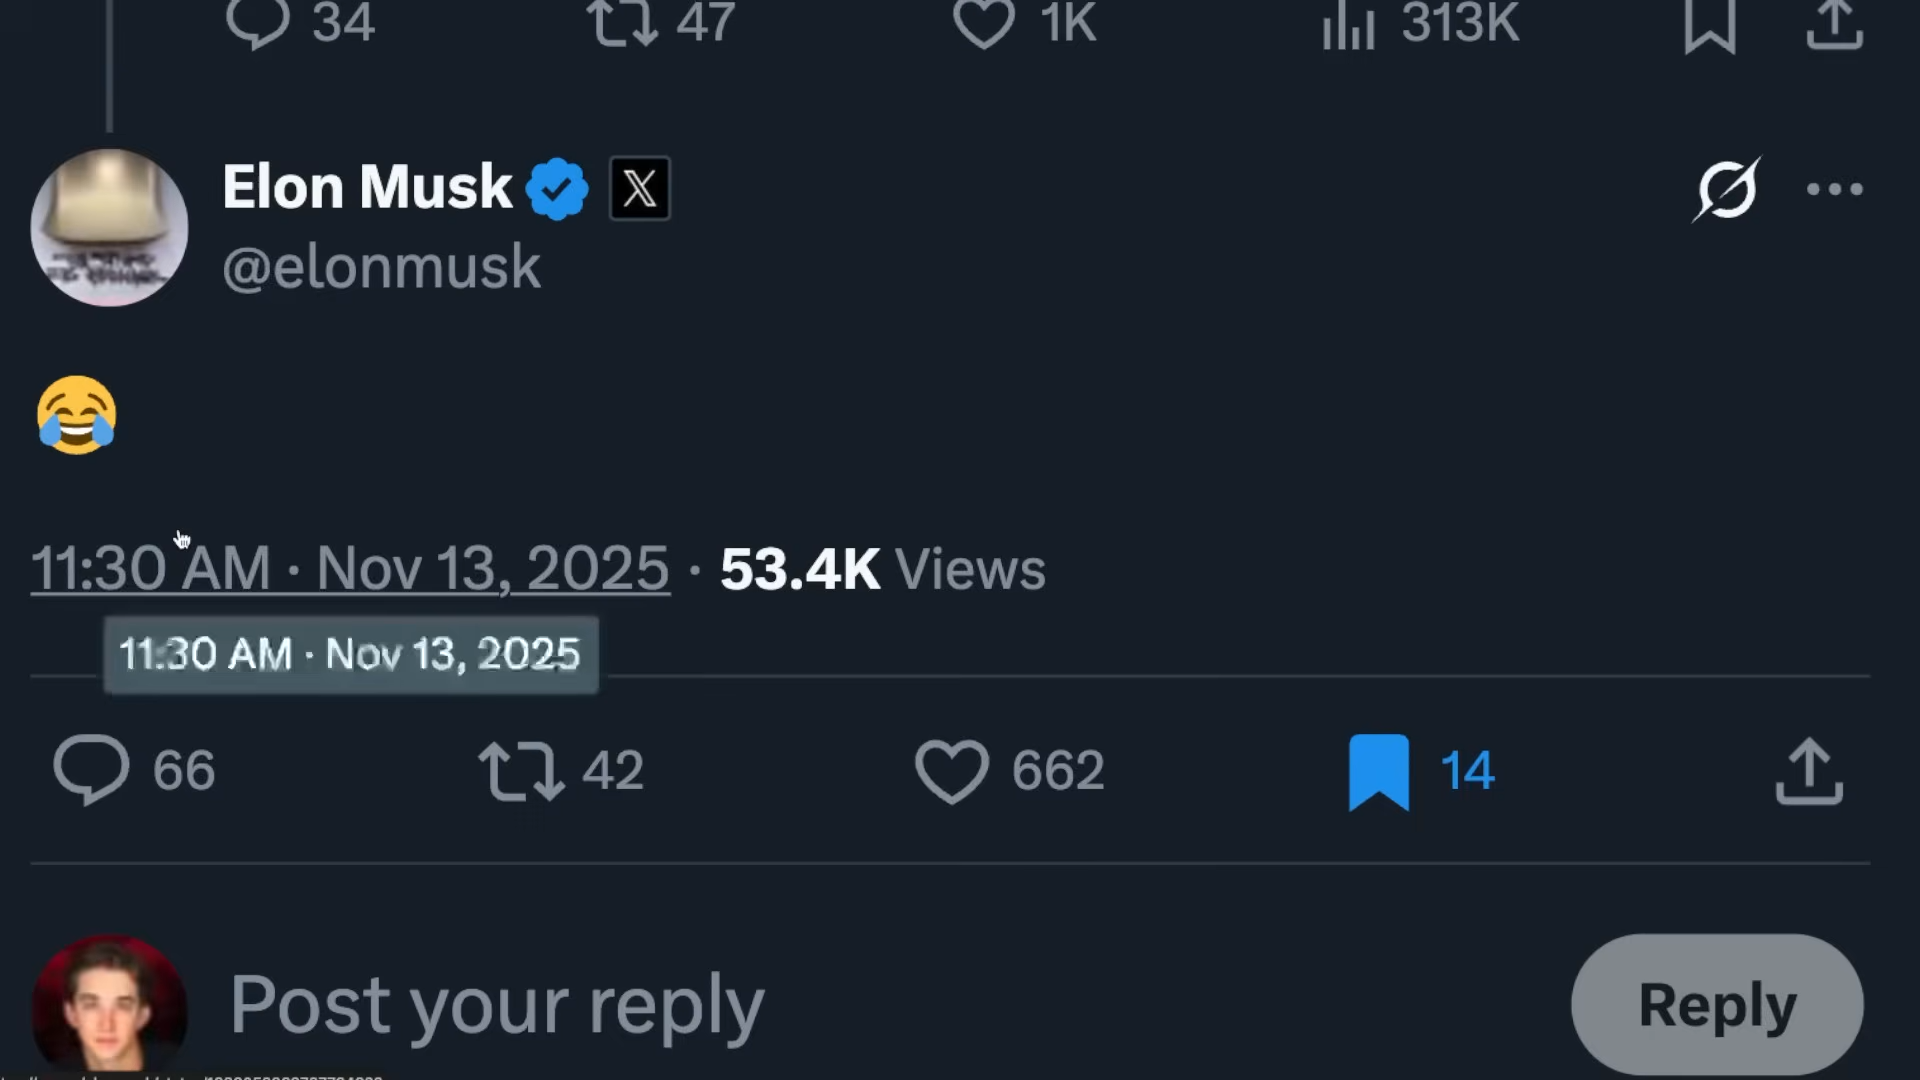 34 47 1K 313K
Elon Musk
@elonmusk
11:30 AM · Nov 13, 2025 · 53.4K Views
11:30 AM · Nov 13, 2025
66 42 662 14
Post your reply
Reply